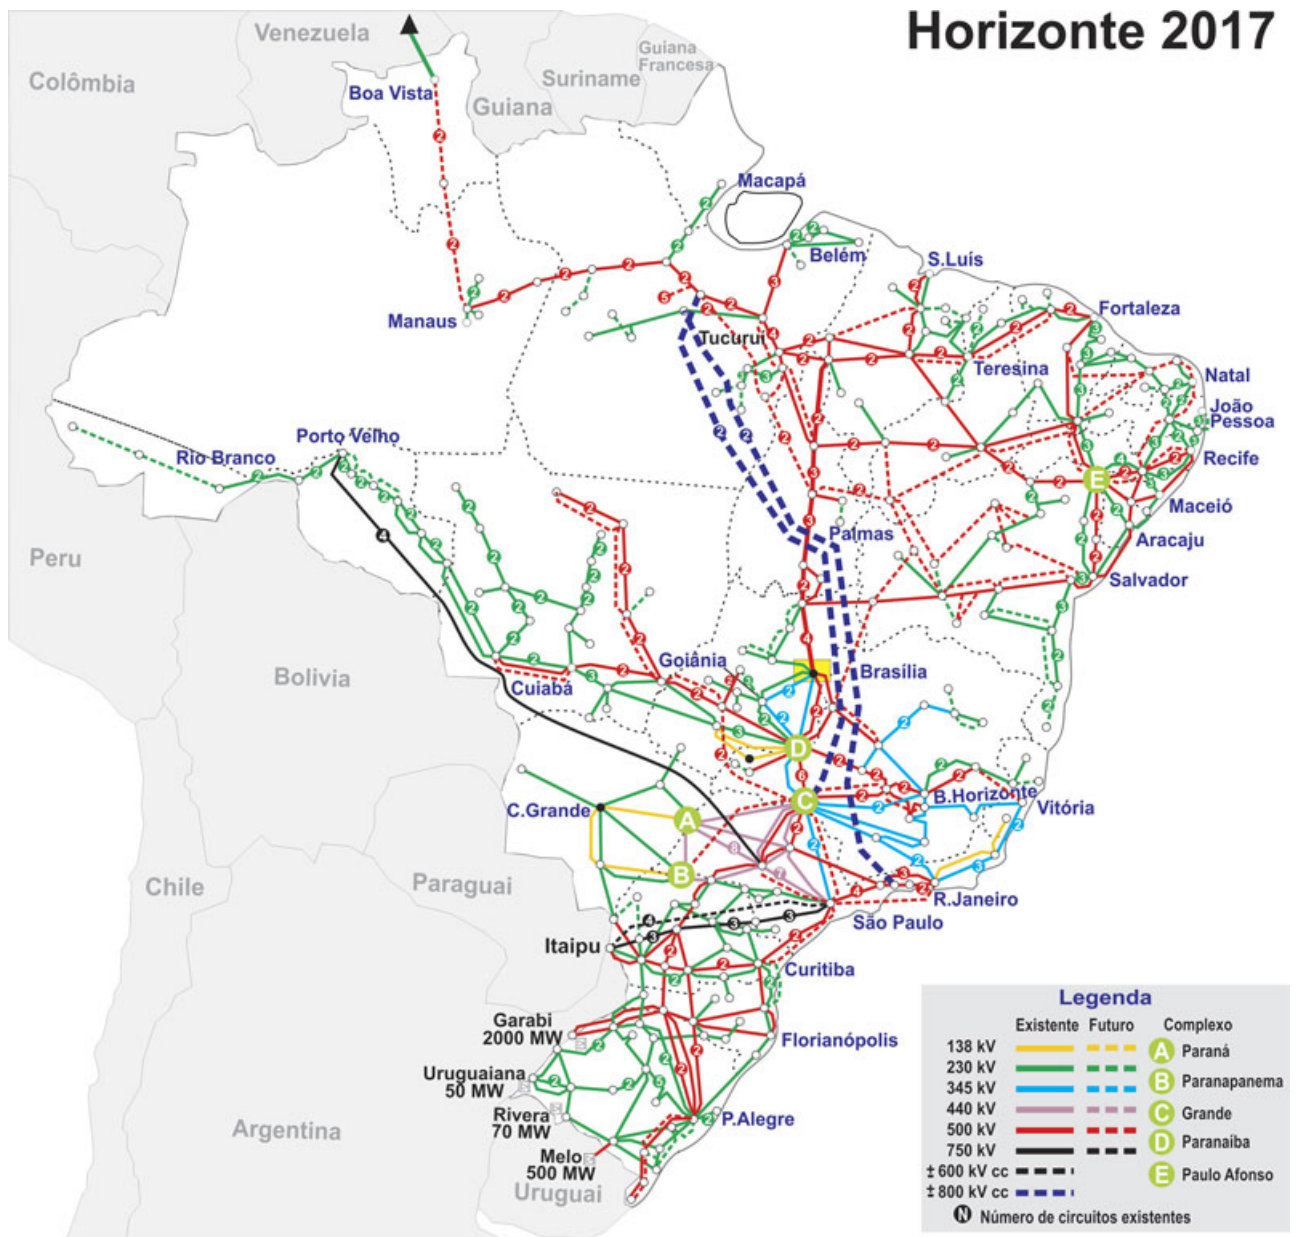 Horizonte 2017
Venezuela
Guiana
Francesa
Colômbia
Suriname
Boa Vista
Guiana
Macapá
Belém
S.Luís
Manaus
Fortaleza
Tucuruí
Teresina
Natal
João
Pessoa
Porto Velho
Rio Branco
Recife
E
Maceió
Palmas
Aracaju
Peru
Salvador
Goiânia
Brasília
Cuiabá
Bolivia
D
C.Grande
A
C
B.Horizonte
Vitória
B
Chile
Paraguai
R.Janeiro
São Paulo
Itaipu
Curitiba
Garabi
2000 MW
Florianópolis
Uruguaiana
50 MW
Rivera
70 MW
P.Alegre
Argentina
Melo
500 MW
Uruguai
Legenda
Existente Futuro Complexo
138 kV A Paraná
230 kV
345 kV B Paranapanema
440 kV C Grande
500 kV
750 kV D Paranaíba
±600 kV cc
±800 kV cc E Paulo Afonso
N Número de circuitos existentes